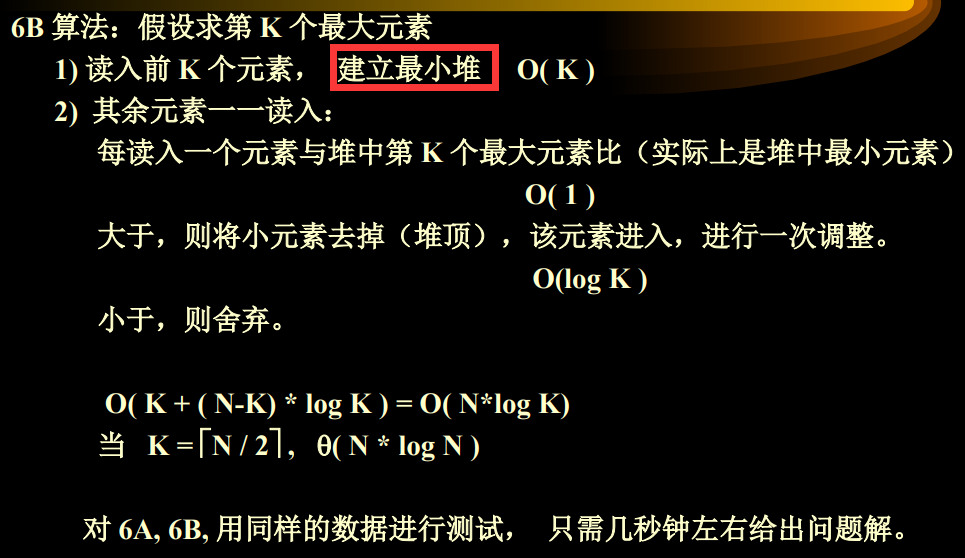 6B 算法：假设求第 K 个最大元素
1) 读入前 K 个元素， 建立最小堆 O( K )
2) 其余元素一一读入：
每读入一个元素与堆中第 K 个最大元素比（实际上是堆中最小元素）
O( 1 )
大于，则将小元素去掉（堆顶），该元素进入，进行一次调整。
O(log K )
小于，则舍弃。
O( K + ( N-K) * log K ) = O( N*log K)
当 K =⌈N / 2⌉, θ( N * log N )
对 6A, 6B, 用同样的数据进行测试， 只需几秒钟左右给出问题解。